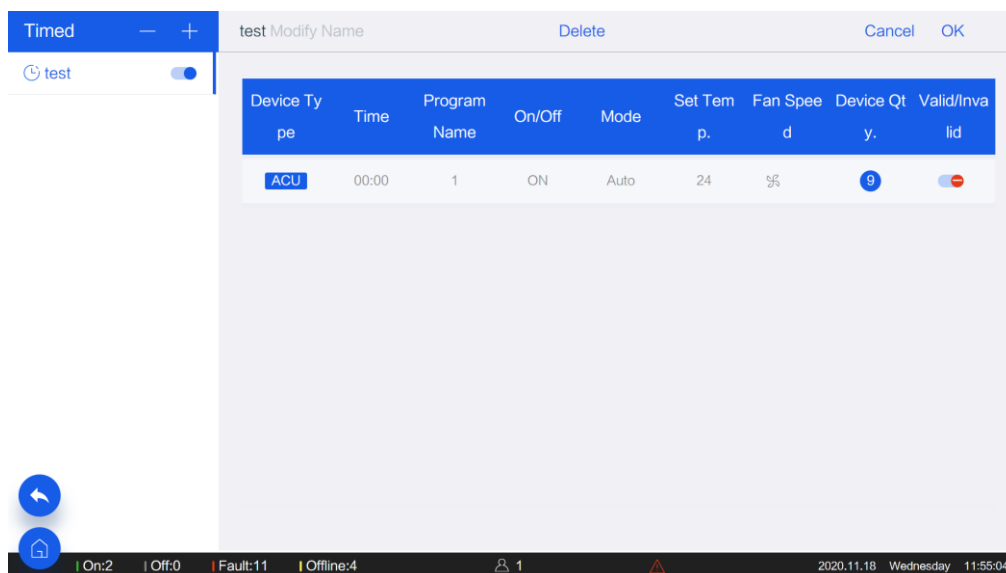 Timed
test Modify Name
Delete
Cancel
OK
test
Device Ty
pe
Time
Program
Name
On/Off
Mode
Set Tem
p.
Fan Spee
d
Device Qt
y.
Valid/Inva
lid
ACU
00:00
1
ON
Auto
24
9
On:2
Off:0
Fault:11
Offline:4
1
2020.11.18 Wednesday 11:55:04